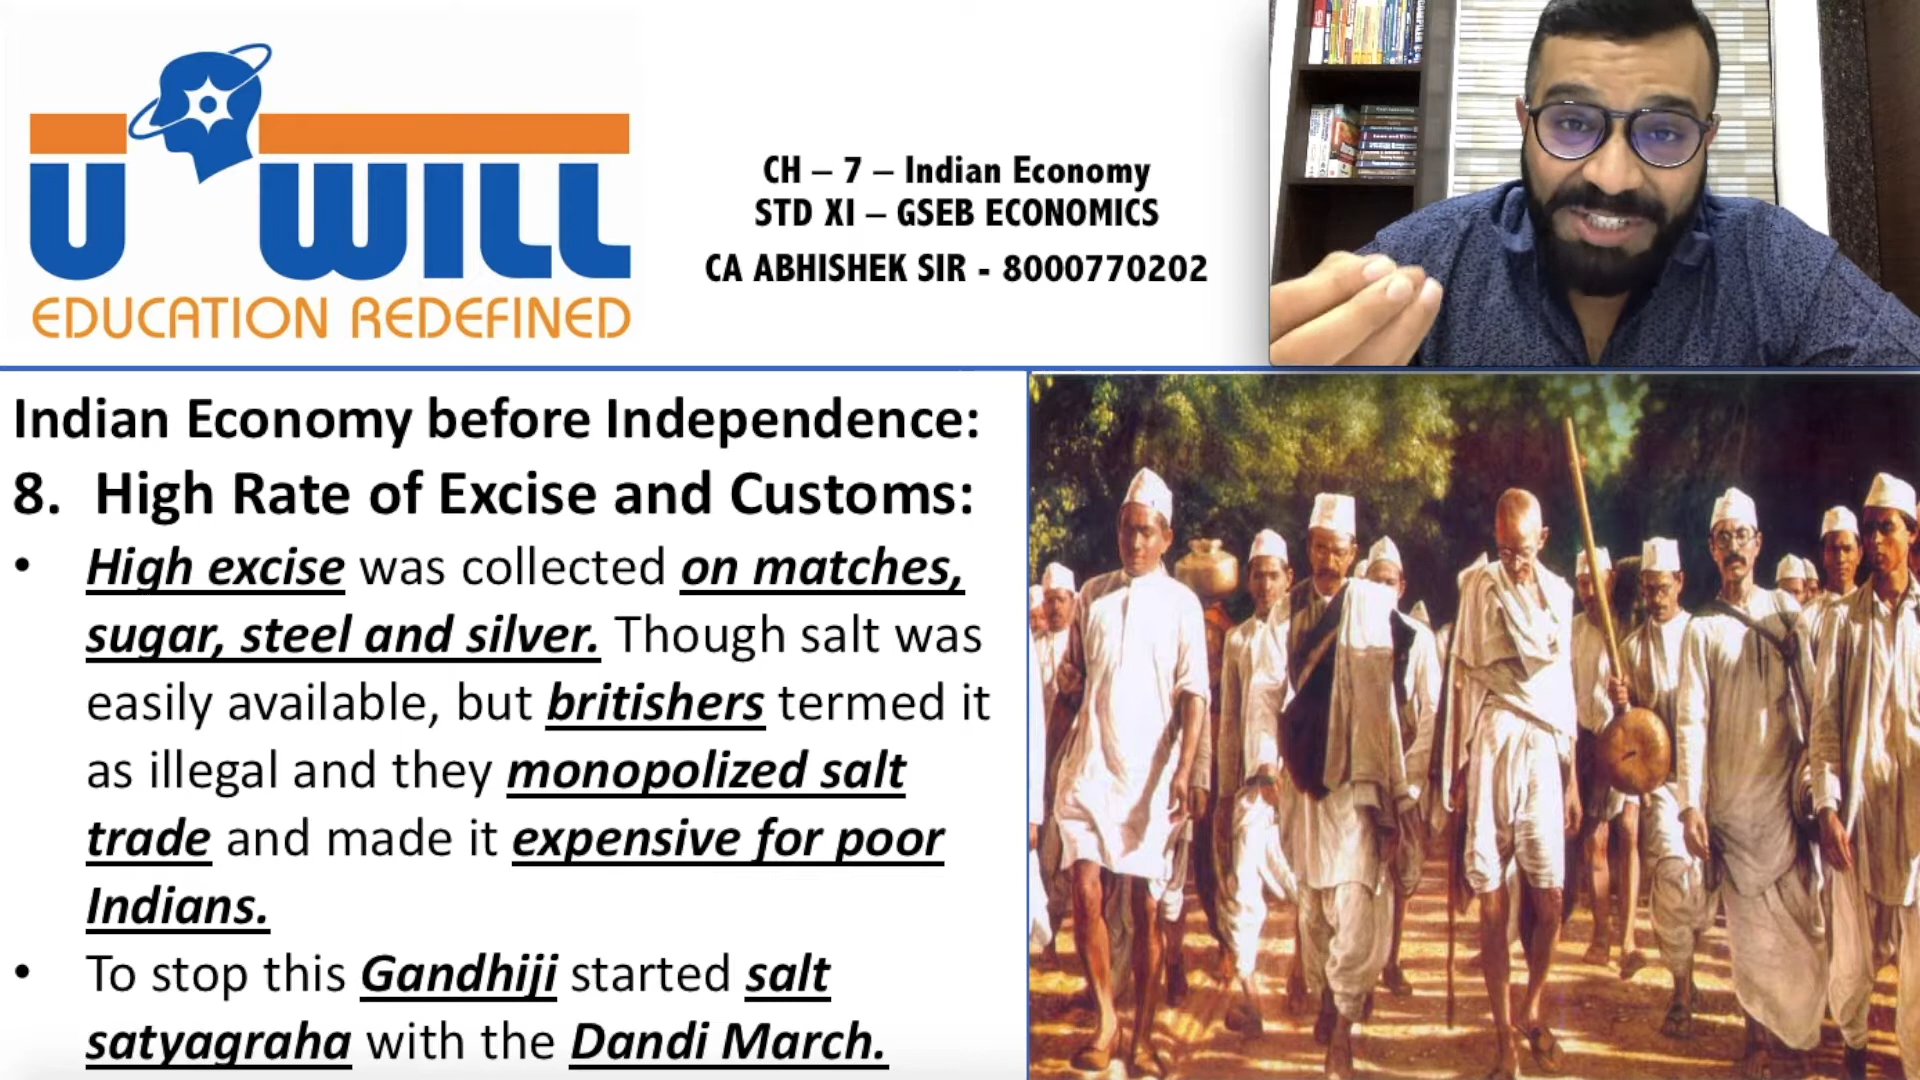 U WILL
EDUCATION REDEFINED
CH – 7 – Indian Economy
STD XI – GSEB ECONOMICS
CA ABHISHEK SIR - 8000770202
Indian Economy before Independence:
8. High Rate of Excise and Customs:
• High excise was collected on matches,
sugar, steel and silver. Though salt was
easily available, but britishers termed it
as illegal and they monopolized salt
trade and made it expensive for poor
Indians.
• To stop this Gandhiji started salt
satyagraha with the Dandi March.